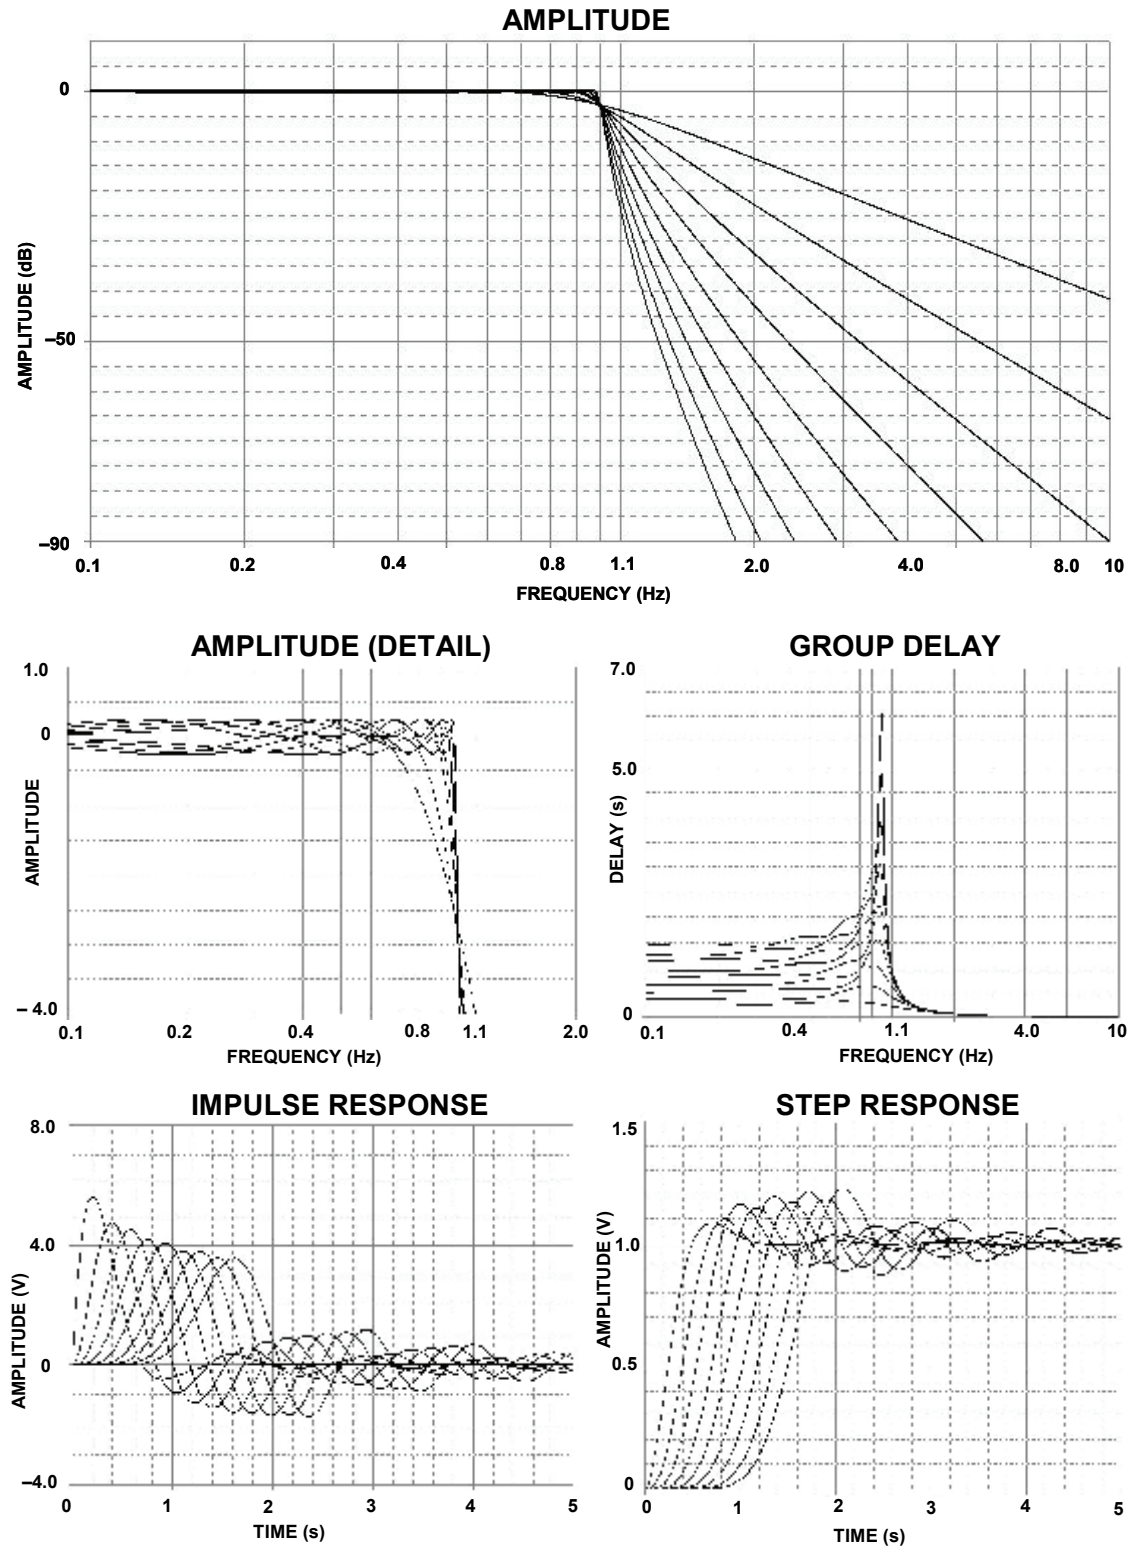 AMPLITUDE
0
–50
–90
AMPLITUDE (dB)
0.1 0.2 0.4 0.8 1.1 2.0 4.0 8.0 10
FREQUENCY (Hz)
AMPLITUDE (DETAIL)
1.0
0
– 4.0
AMPLITUDE
0.1 0.2 0.4 0.8 1.1 2.0
FREQUENCY (Hz)
GROUP DELAY
7.0
5.0
0
DELAY (s)
0.1 0.4 1.1 4.0 10
FREQUENCY (Hz)
IMPULSE RESPONSE
8.0
4.0
0
–4.0
AMPLITUDE (V)
0 1 2 3 4 5
TIME (s)
STEP RESPONSE
1.5
1.0
0.5
0
AMPLITUDE (V)
0 1 2 3 4 5
TIME (s)